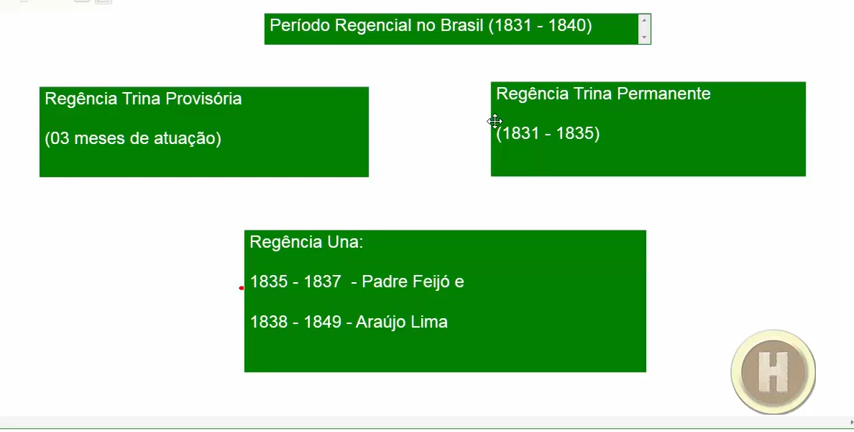 Período Regencial no Brasil (1831 - 1840)
Regência Trina Provisória
(03 meses de atuação)
Regência Trina Permanente
(1831 - 1835)
Regência Una:
1835 - 1837 - Padre Feijó e
1838 - 1849 - Araújo Lima
H